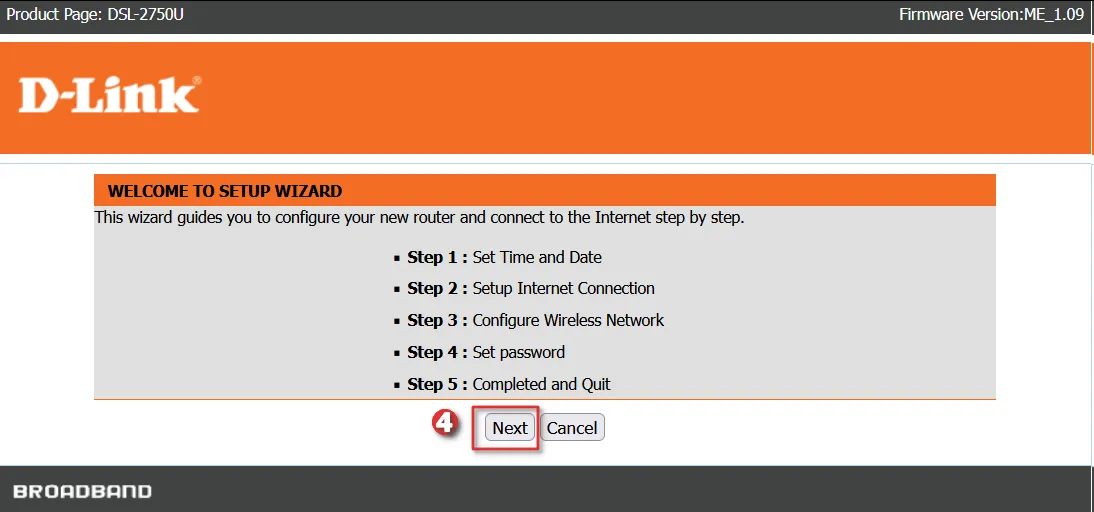 Product Page: DSL-2750U
Firmware Version:ME_1.09
D-Link®
WELCOME TO SETUP WIZARD
This wizard guides you to configure your new router and connect to the Internet step by step.
▪ Step 1 : Set Time and Date
▪ Step 2 : Setup Internet Connection
▪ Step 3 : Configure Wireless Network
▪ Step 4 : Set password
▪ Step 5 : Completed and Quit
4 Next Cancel
BROADBAND